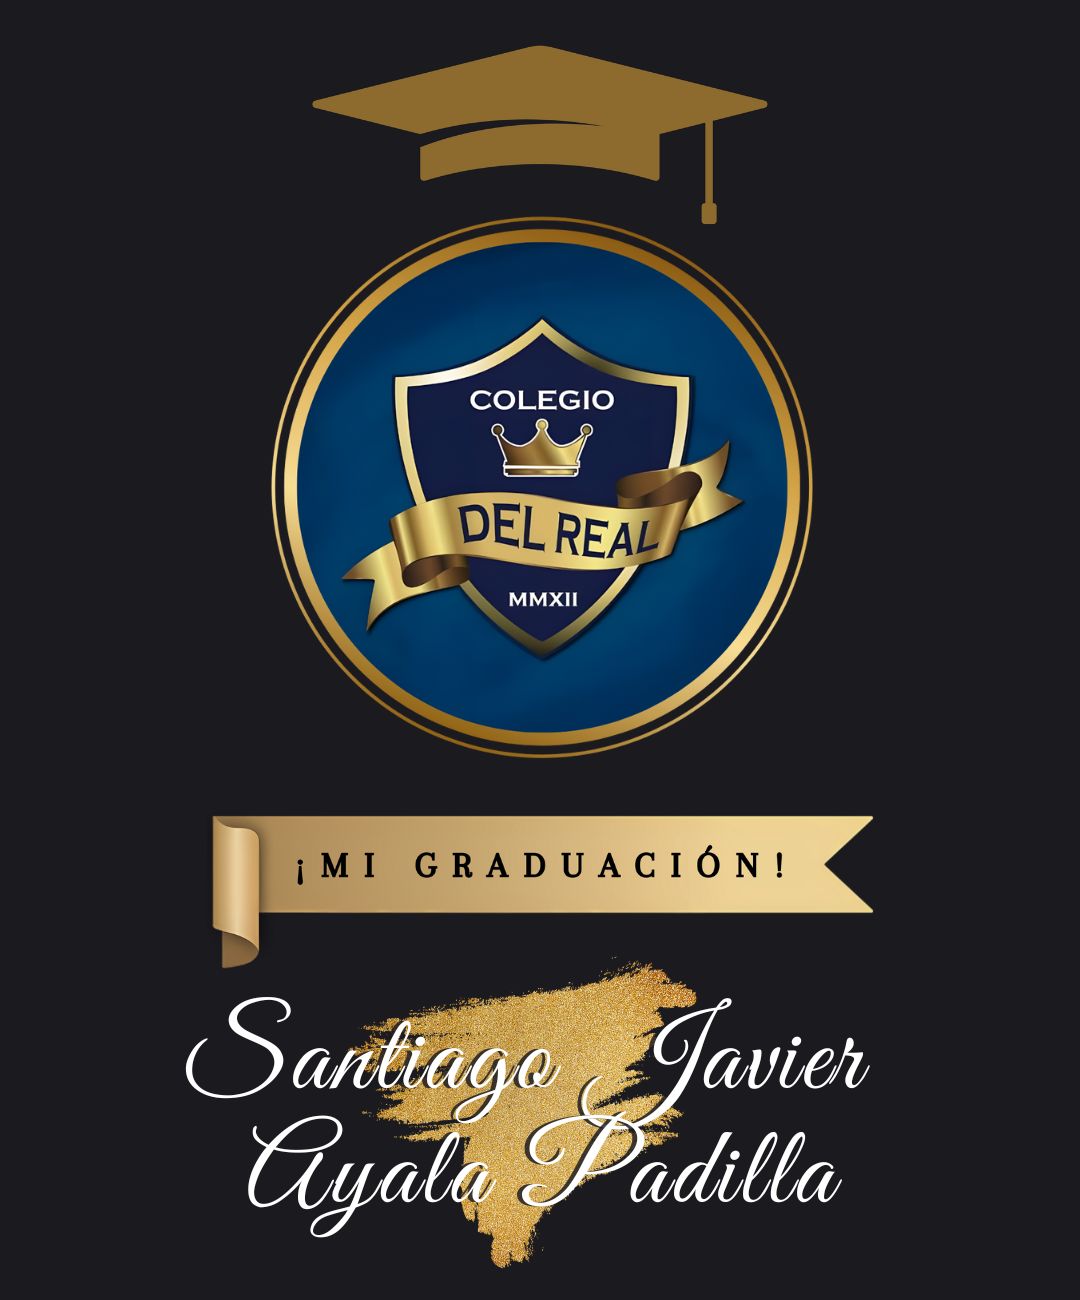 COLEGIO
DEL REAL
MMXII
¡MI GRADUACIÓN!
Santiago Javier
Ayala Padilla